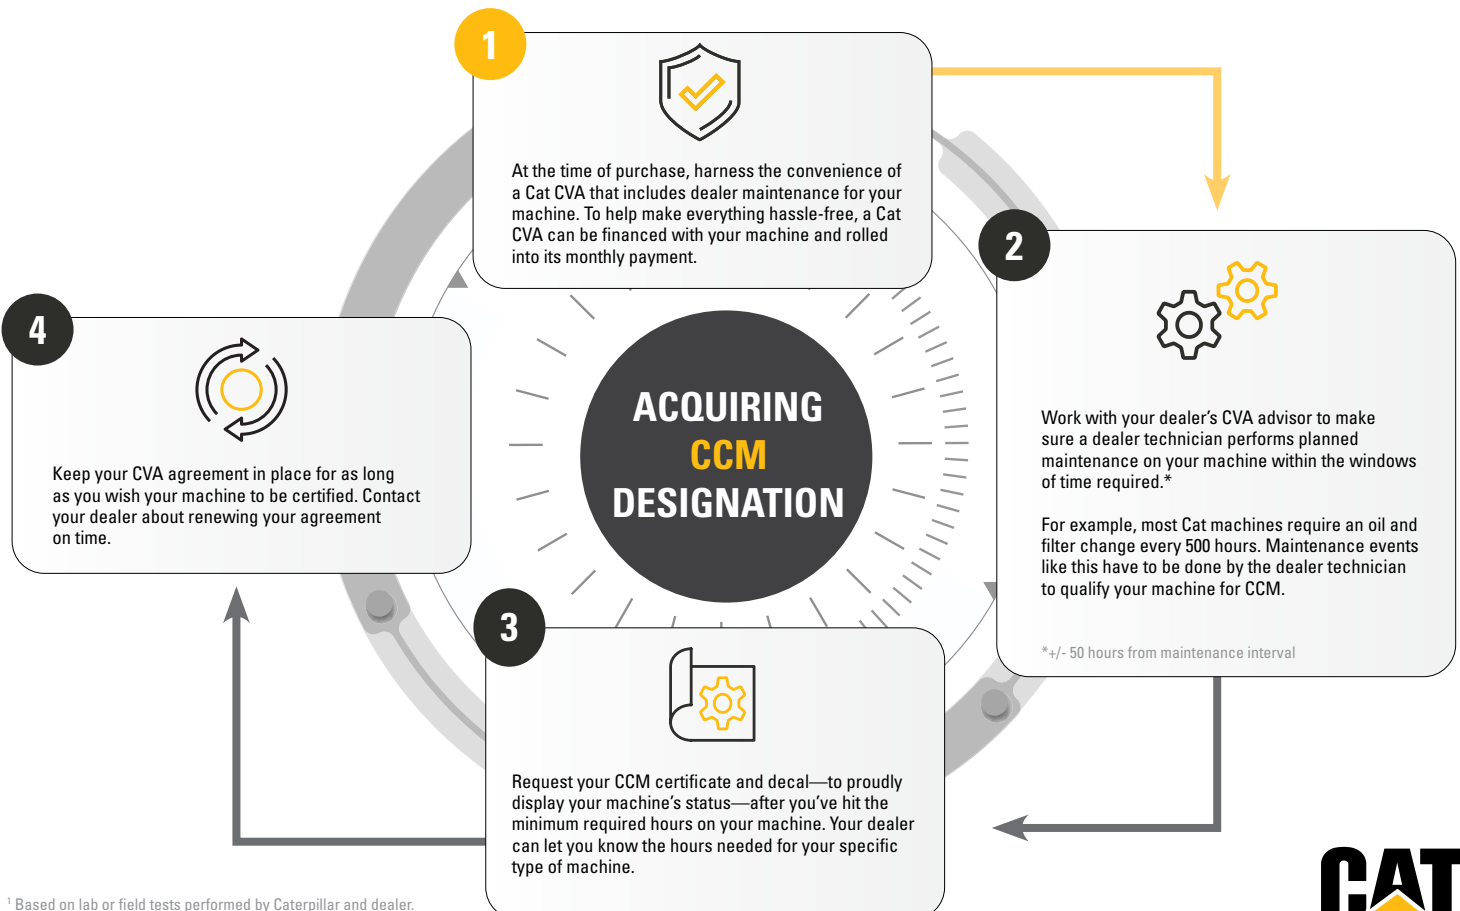 1
At the time of purchase, harness the convenience of
a Cat CVA that includes dealer maintenance for your
machine. To help make everything hassle-free, a Cat
CVA can be financed with your machine and rolled
into its monthly payment.
2
Work with your dealer’s CVA advisor to make
sure a dealer technician performs planned
maintenance on your machine within the windows
of time required.*
For example, most Cat machines require an oil and
filter change every 500 hours. Maintenance events
like this have to be done by the dealer technician
to qualify your machine for CCM.
*+/- 50 hours from maintenance interval
ACQUIRING
CCM
DESIGNATION
3
Request your CCM certificate and decal—to proudly
display your machine’s status—after you’ve hit the
minimum required hours on your machine. Your dealer
can let you know the hours needed for your specific
type of machine.
4
Keep your CVA agreement in place for as long
as you wish your machine to be certified. Contact
your dealer about renewing your agreement
on time.
1 Based on lab or field tests performed by Caterpillar and dealer.
CAT